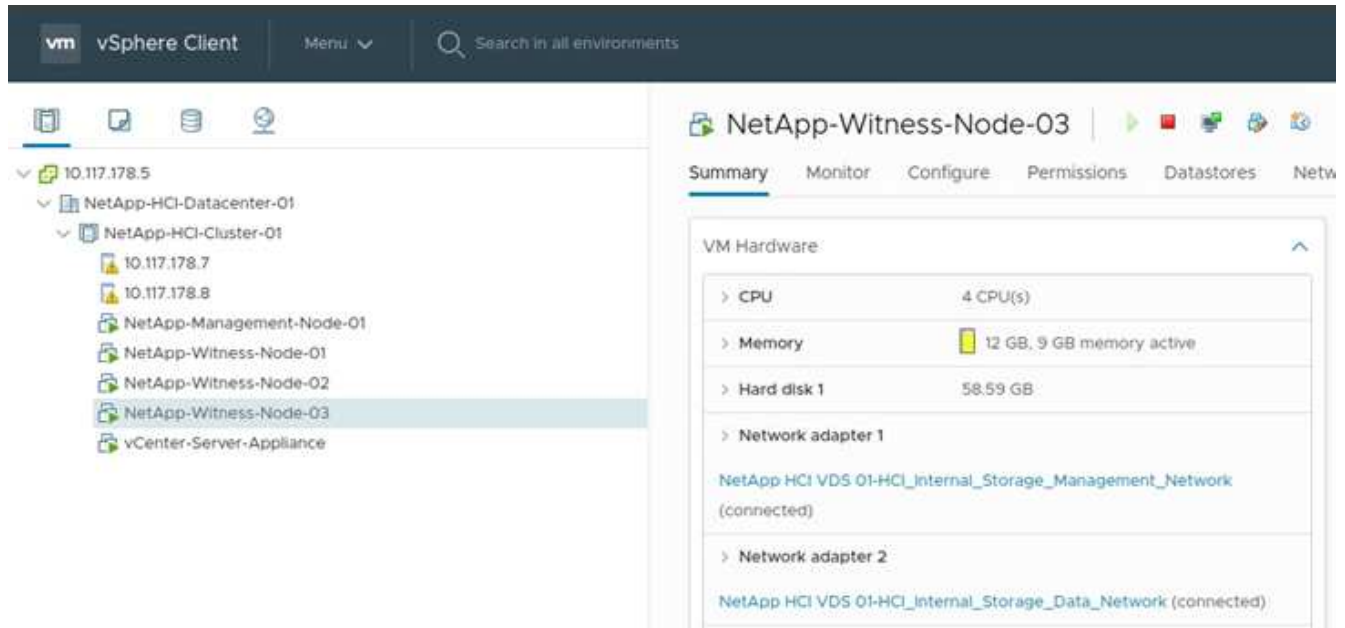 vm vSphere Client Menu Search in all environments
10.117.178.5
NetApp-HCI-Datacenter-01
NetApp-HCI-Cluster-01
10.117.178.7
10.117.178.8
NetApp-Management-Node-01
NetApp-Witness-Node-01
NetApp-Witness-Node-02
NetApp-Witness-Node-03
vCenter-Server-Appliance
NetApp-Witness-Node-03
Summary Monitor Configure Permissions Datastores Netw
VM Hardware
> CPU 4 CPU(s)
> Memory 12 GB, 9 GB memory active
> Hard disk 1 58.59 GB
> Network adapter 1
NetApp HCI VDS 01-HCI_Internal_Storage_Management_Network
(connected)
> Network adapter 2
NetApp HCI VDS 01-HCI_Internal_Storage_Data_Network (connected)